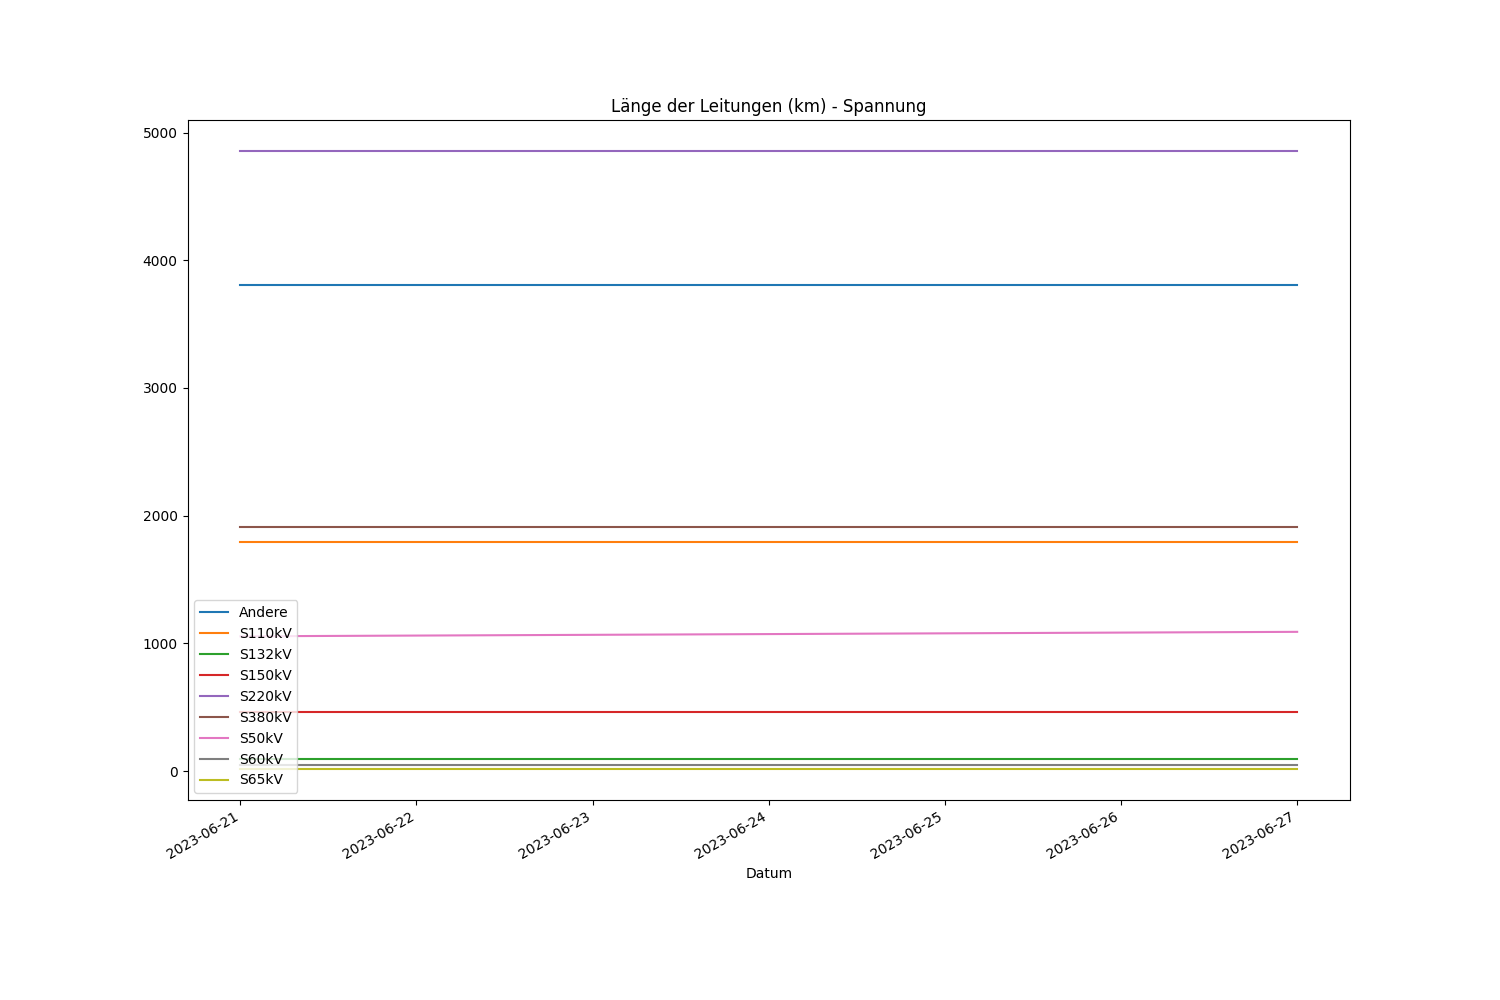 Länge der Leitungen (km) - Spannung
5000
4000
3000
2000
1000
0
Andere
S110kV
S132kV
S150kV
S220kV
S380kV
S50kV
S60kV
S65kV
2023-06-21
2023-06-22
2023-06-23
2023-06-24
2023-06-25
2023-06-26
2023-06-27
Datum